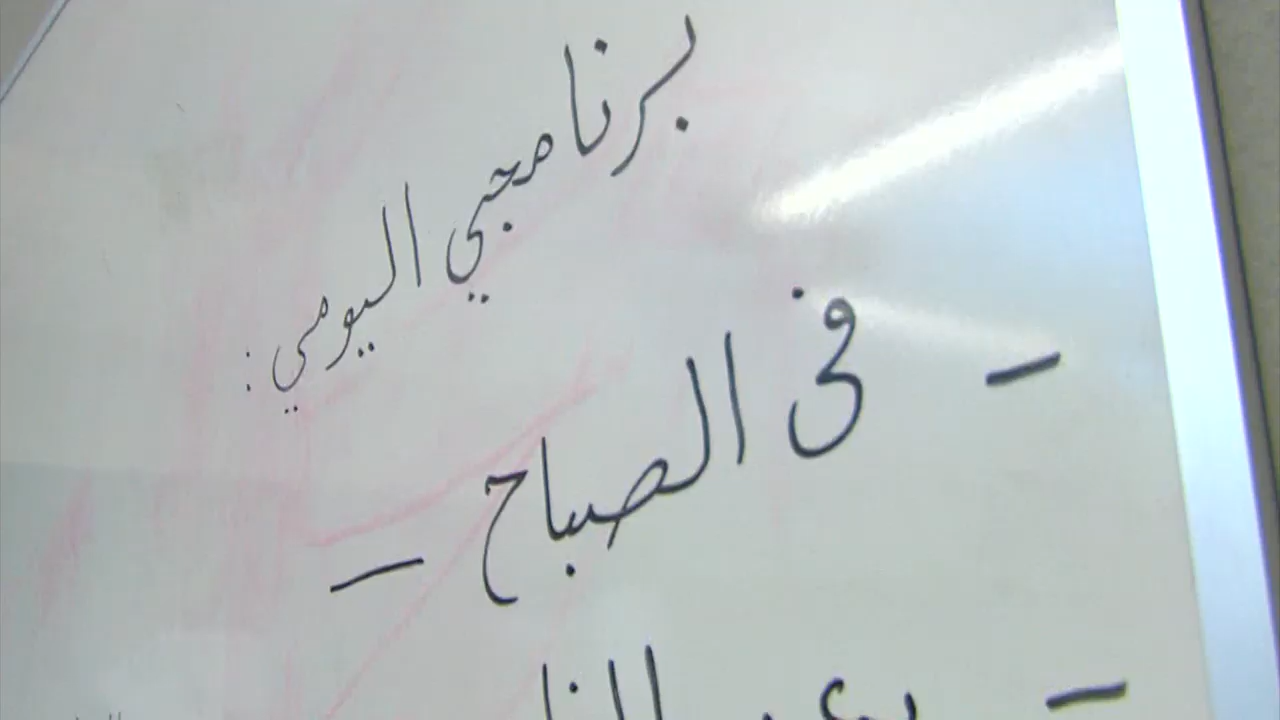 برنامجي اليومي :
- في الصباح -